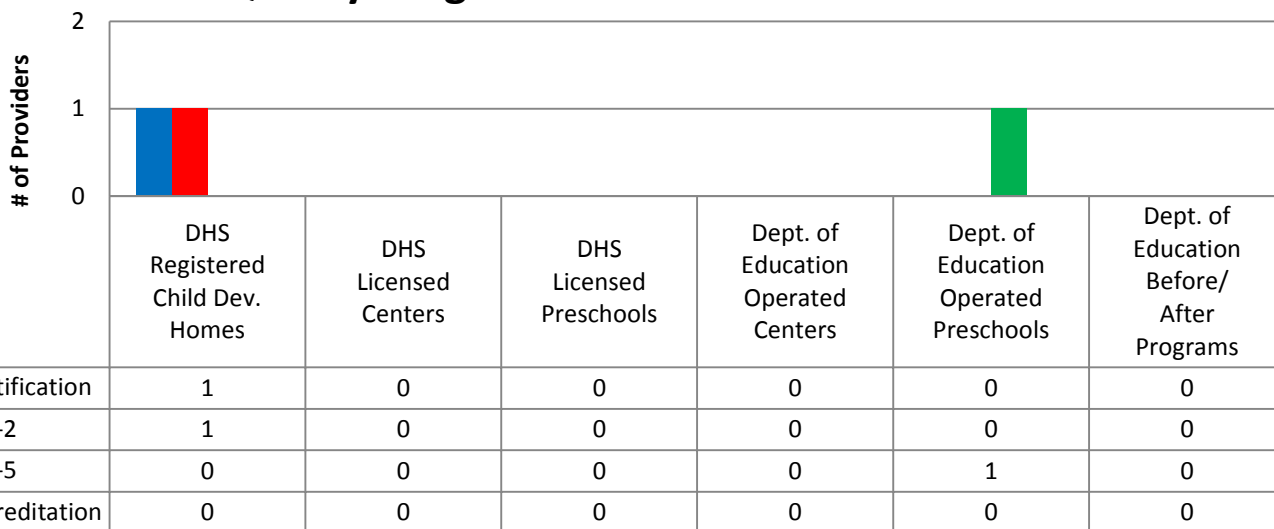 2
1
0
# of Providers
DHS
Registered
Child Dev.
Homes
DHS
Licensed
Centers
DHS
Licensed
Preschools
Dept. of
Education
Operated
Centers
Dept. of
Education
Operated
Preschools
Dept. of
Education
Before/
After
Programs
tification 1 0 0 0 0 0
-2 1 0 0 0 0 0
-5 0 0 0 0 1 0
reditation 0 0 0 0 0 0